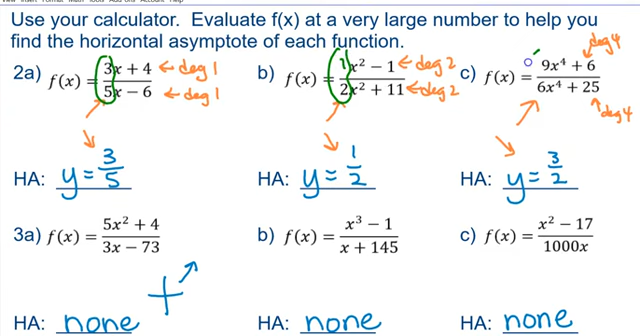 Use your calculator. Evaluate f(x) at a very large number to help you
find the horizontal asymptote of each function.
2a) f(x) = (3x + 4)/(5x − 6) ← deg 1 ← deg 1
b) f(x) = (1x² − 1)/(2x² + 11) ← deg 2 ← deg 2
c) f(x) = (9x⁴ + 6)/(6x⁴ + 25) deg 4 deg 4
HA: y = 3/5
HA: y = 1/2
HA: y = 3/2
3a) f(x) = (5x² + 4)/(3x − 73)
b) f(x) = (x³ − 1)/(x + 145)
c) f(x) = (x² − 17)/(1000x)
HA: none
HA: none
HA: none